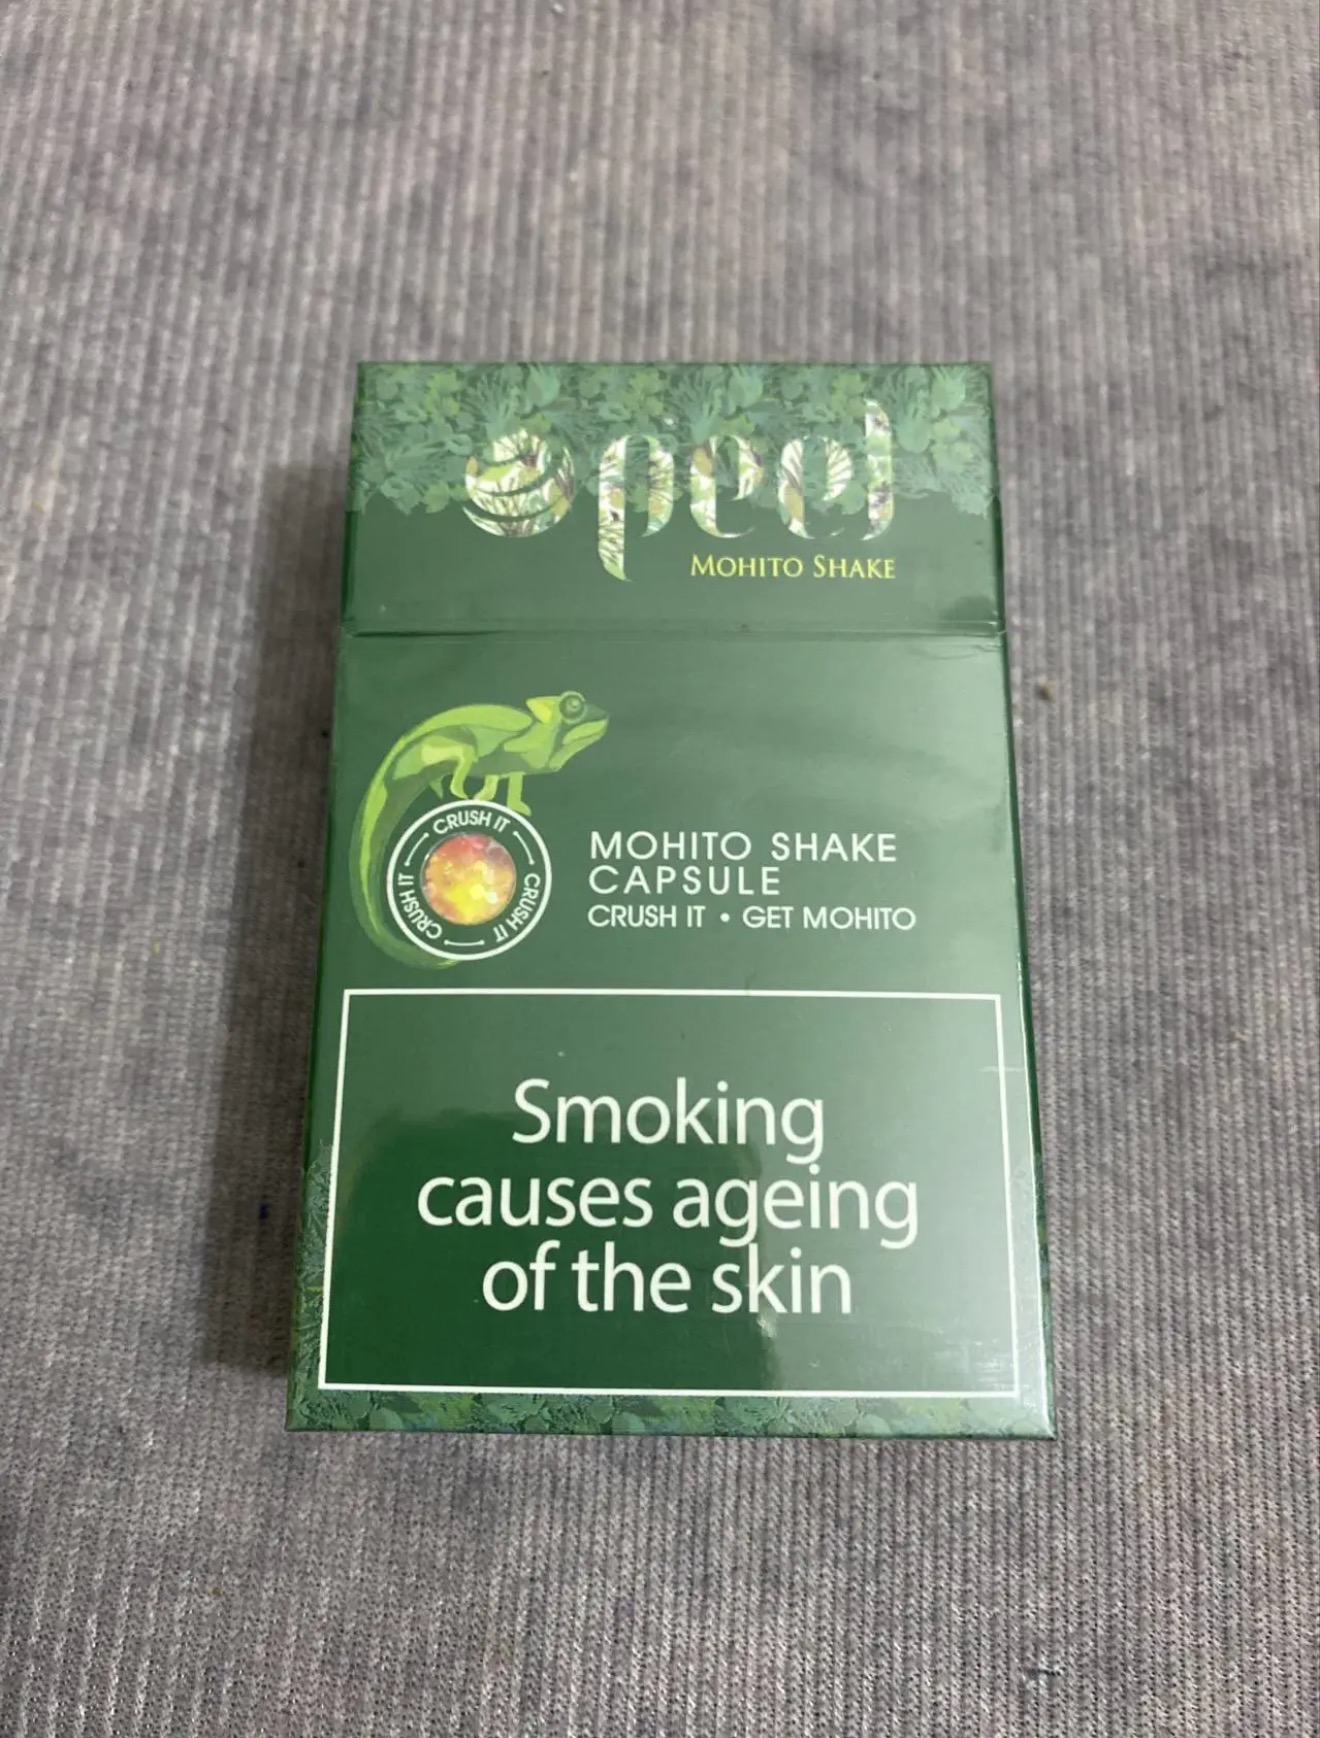 peel
MOHITO SHAKE
CRUSH IT
CRUSH IT
CRUSH IT
MOHITO SHAKE
CAPSULE
CRUSH IT • GET MOHITO
Smoking
causes ageing
of the skin